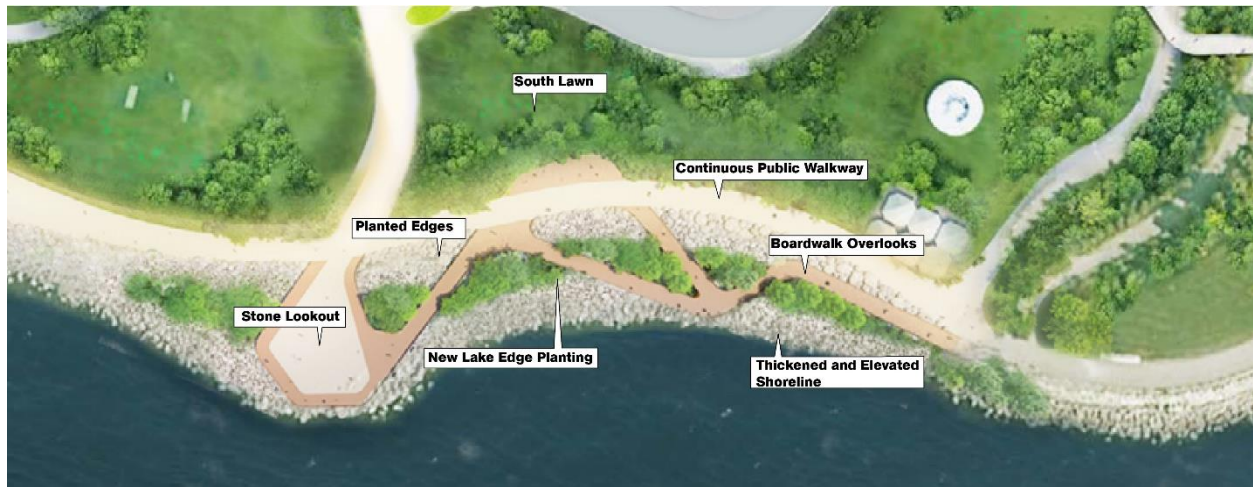 South Lawn
Continuous Public Walkway
Planted Edges
Boardwalk Overlooks
Stone Lookout
New Lake Edge Planting
Thickened and Elevated
Shoreline